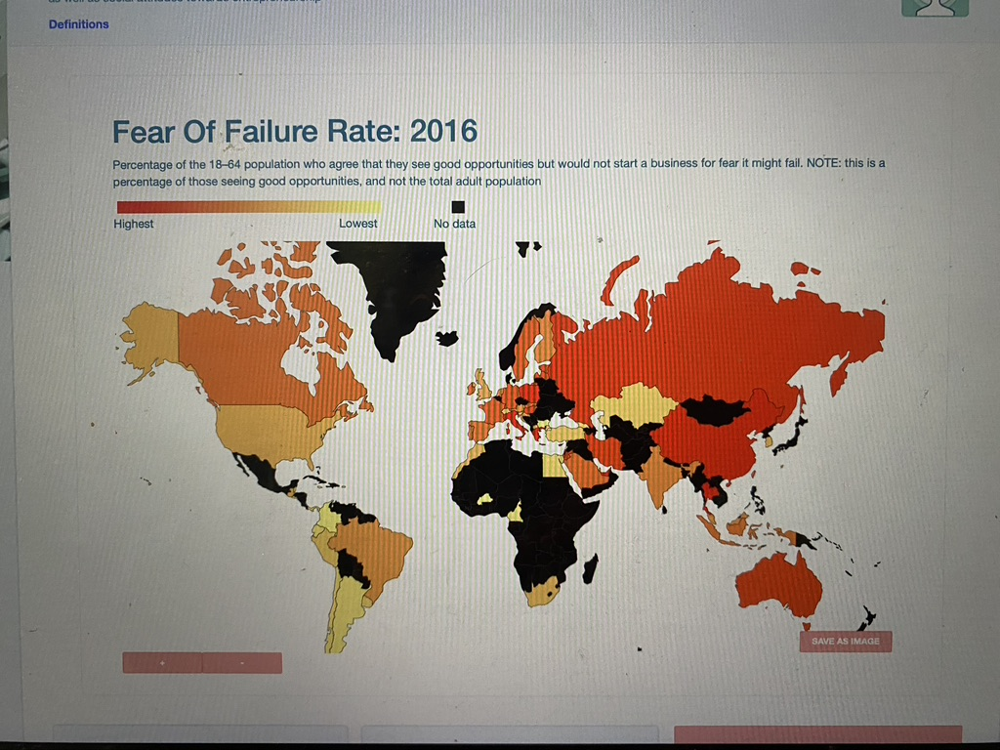 Definitions
Fear Of Failure Rate: 2016
Percentage of the 18–64 population who agree that they see good opportunities but would not start a business for fear it might fail. NOTE: this is a
percentage of those seeing good opportunities, and not the total adult population
Highest
Lowest
No data
SAVE AS IMAGE
+
-